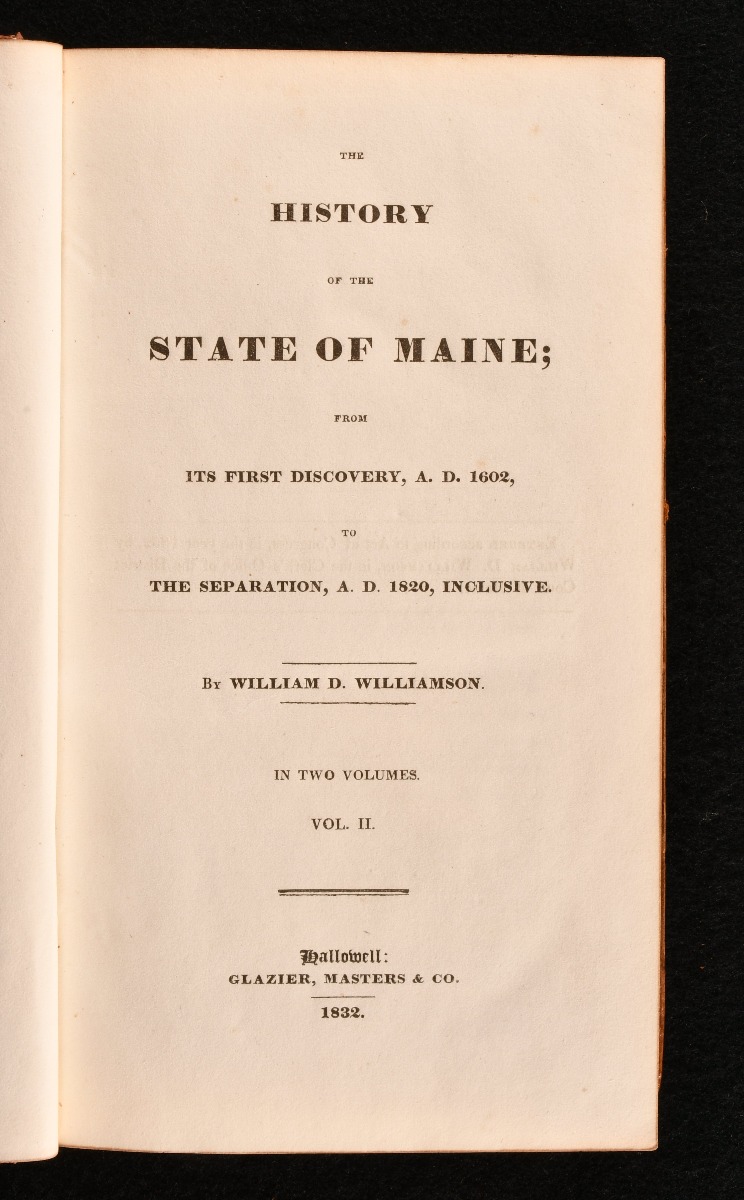 THE
HISTORY
OF THE
STATE OF MAINE;
FROM
ITS FIRST DISCOVERY, A. D. 1602,
TO
THE SEPARATION, A. D. 1820, INCLUSIVE.
By WILLIAM D. WILLIAMSON.
IN TWO VOLUMES.
VOL. II.
Hallowell:
GLAZIER, MASTERS & CO.
1832.